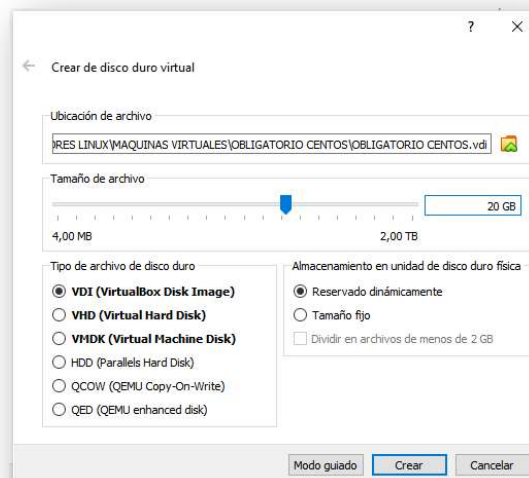 ?
Crear de disco duro virtual
Ubicación de archivo
RES LINUX\MAQUINAS VIRTUALES\OBLIGATORIO CENTOS\OBLIGATORIO CENTOS.vdi
Tamaño de archivo
20 GB
4,00 MB 2,00 TB
Tipo de archivo de disco duro
VDI (VirtualBox Disk Image)
VHD (Virtual Hard Disk)
VMDK (Virtual Machine Disk)
HDD (Parallels Hard Disk)
QCOW (QEMU Copy-On-Write)
QED (QEMU enhanced disk)
Almacenamiento en unidad de disco duro física
Reservado dinámicamente
Tamaño fijo
Dividir en archivos de menos de 2 GB
Modo guiado Crear Cancelar